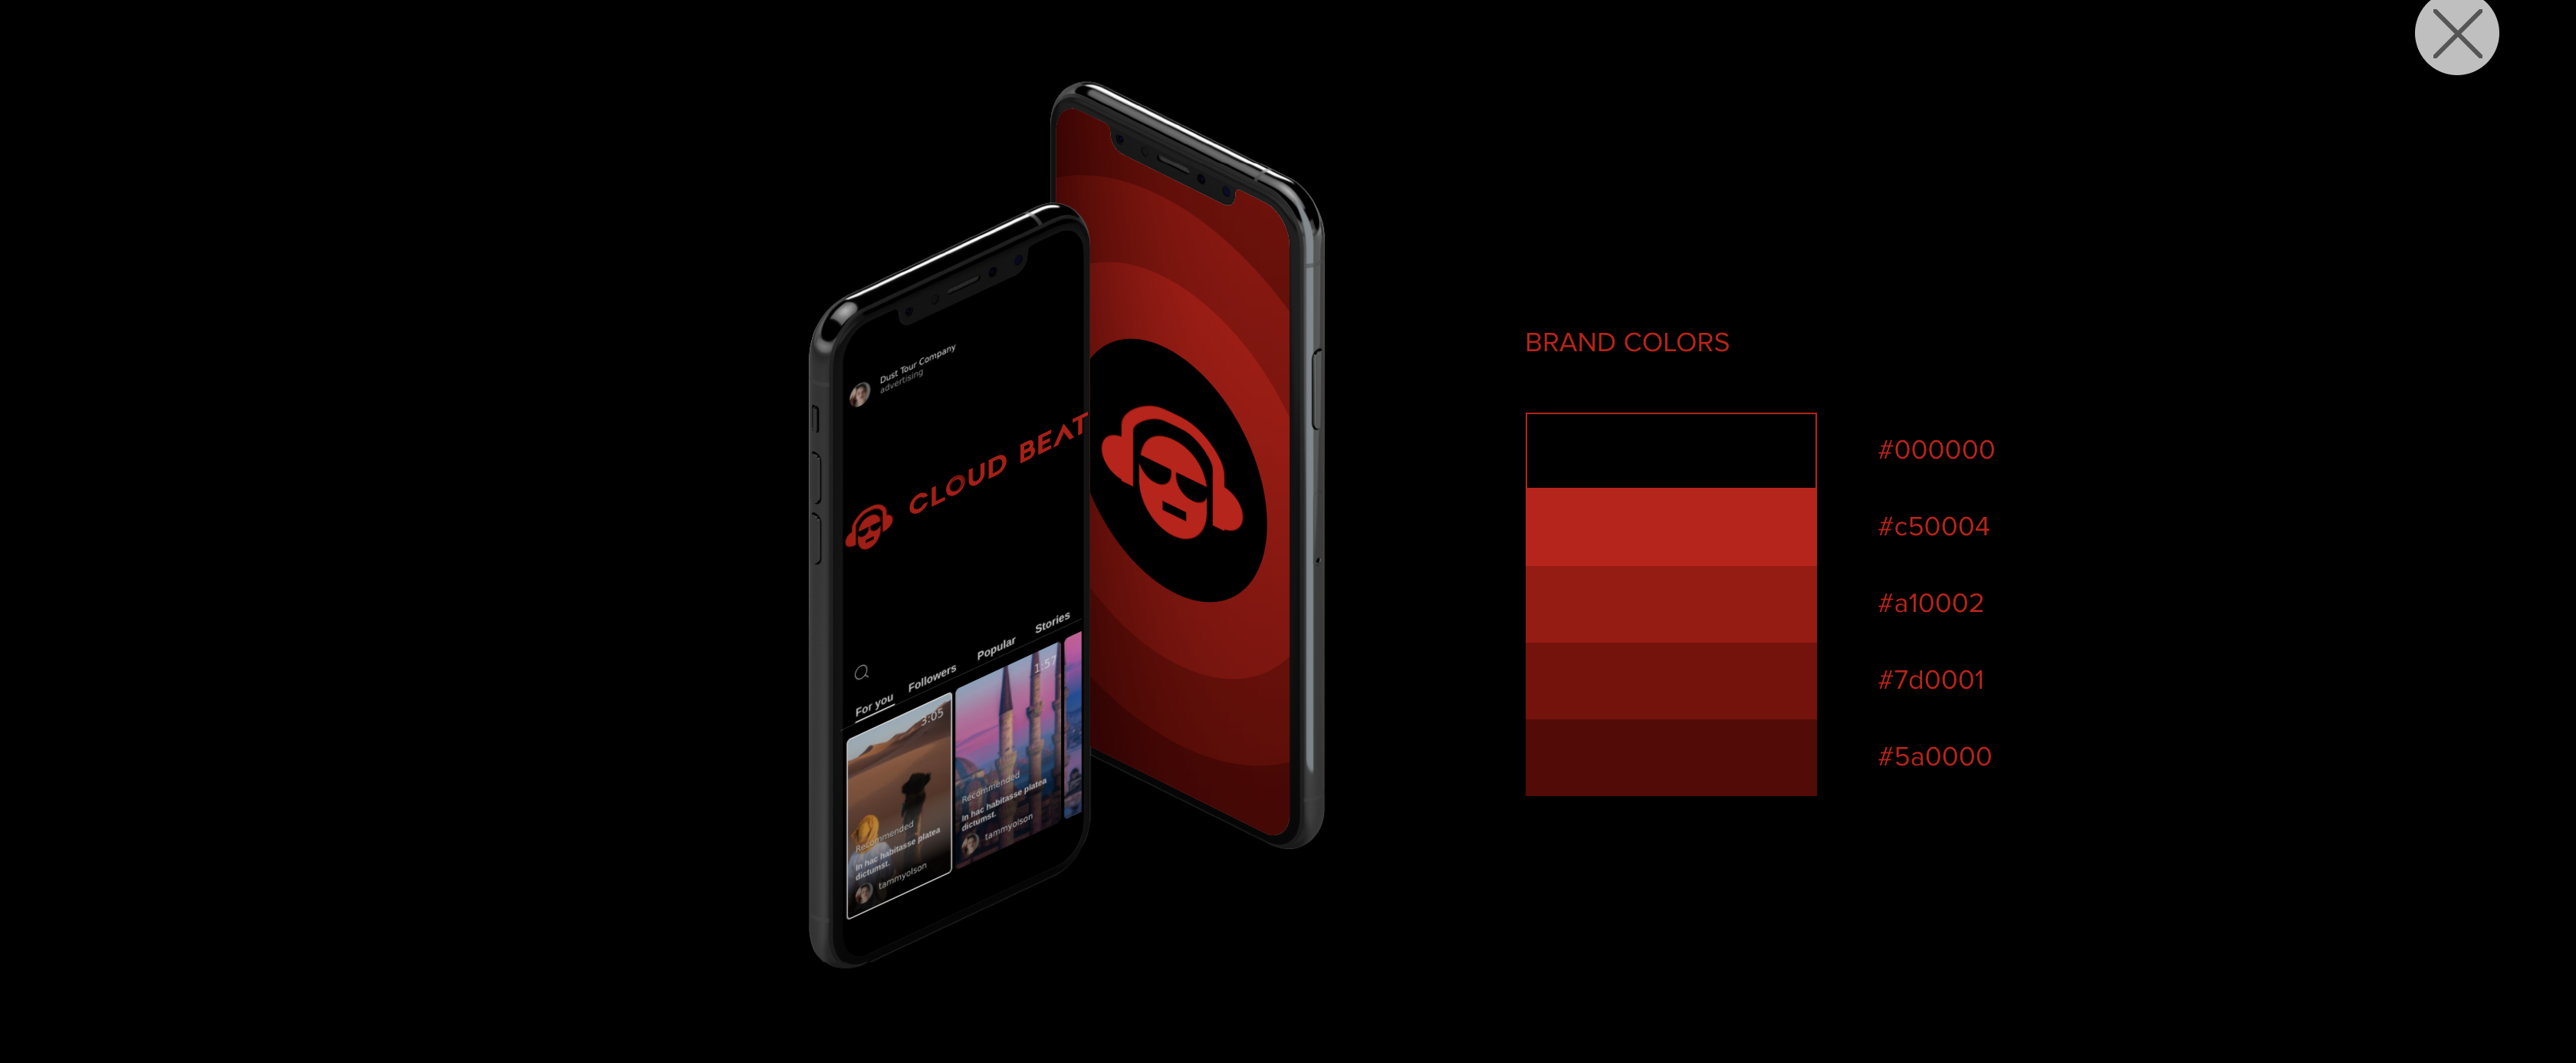 Dust Tour Company
advertising
CLOUD BEAT
For you Followers Popular Stories
3:05
Recommended
In hac habitasse platea
dictumst.
tammyolson
1:57
Recommended
In hac habitasse platea
dictumst.
tammyolson
BRAND COLORS
#000000
#c50004
#a10002
#7d0001
#5a0000